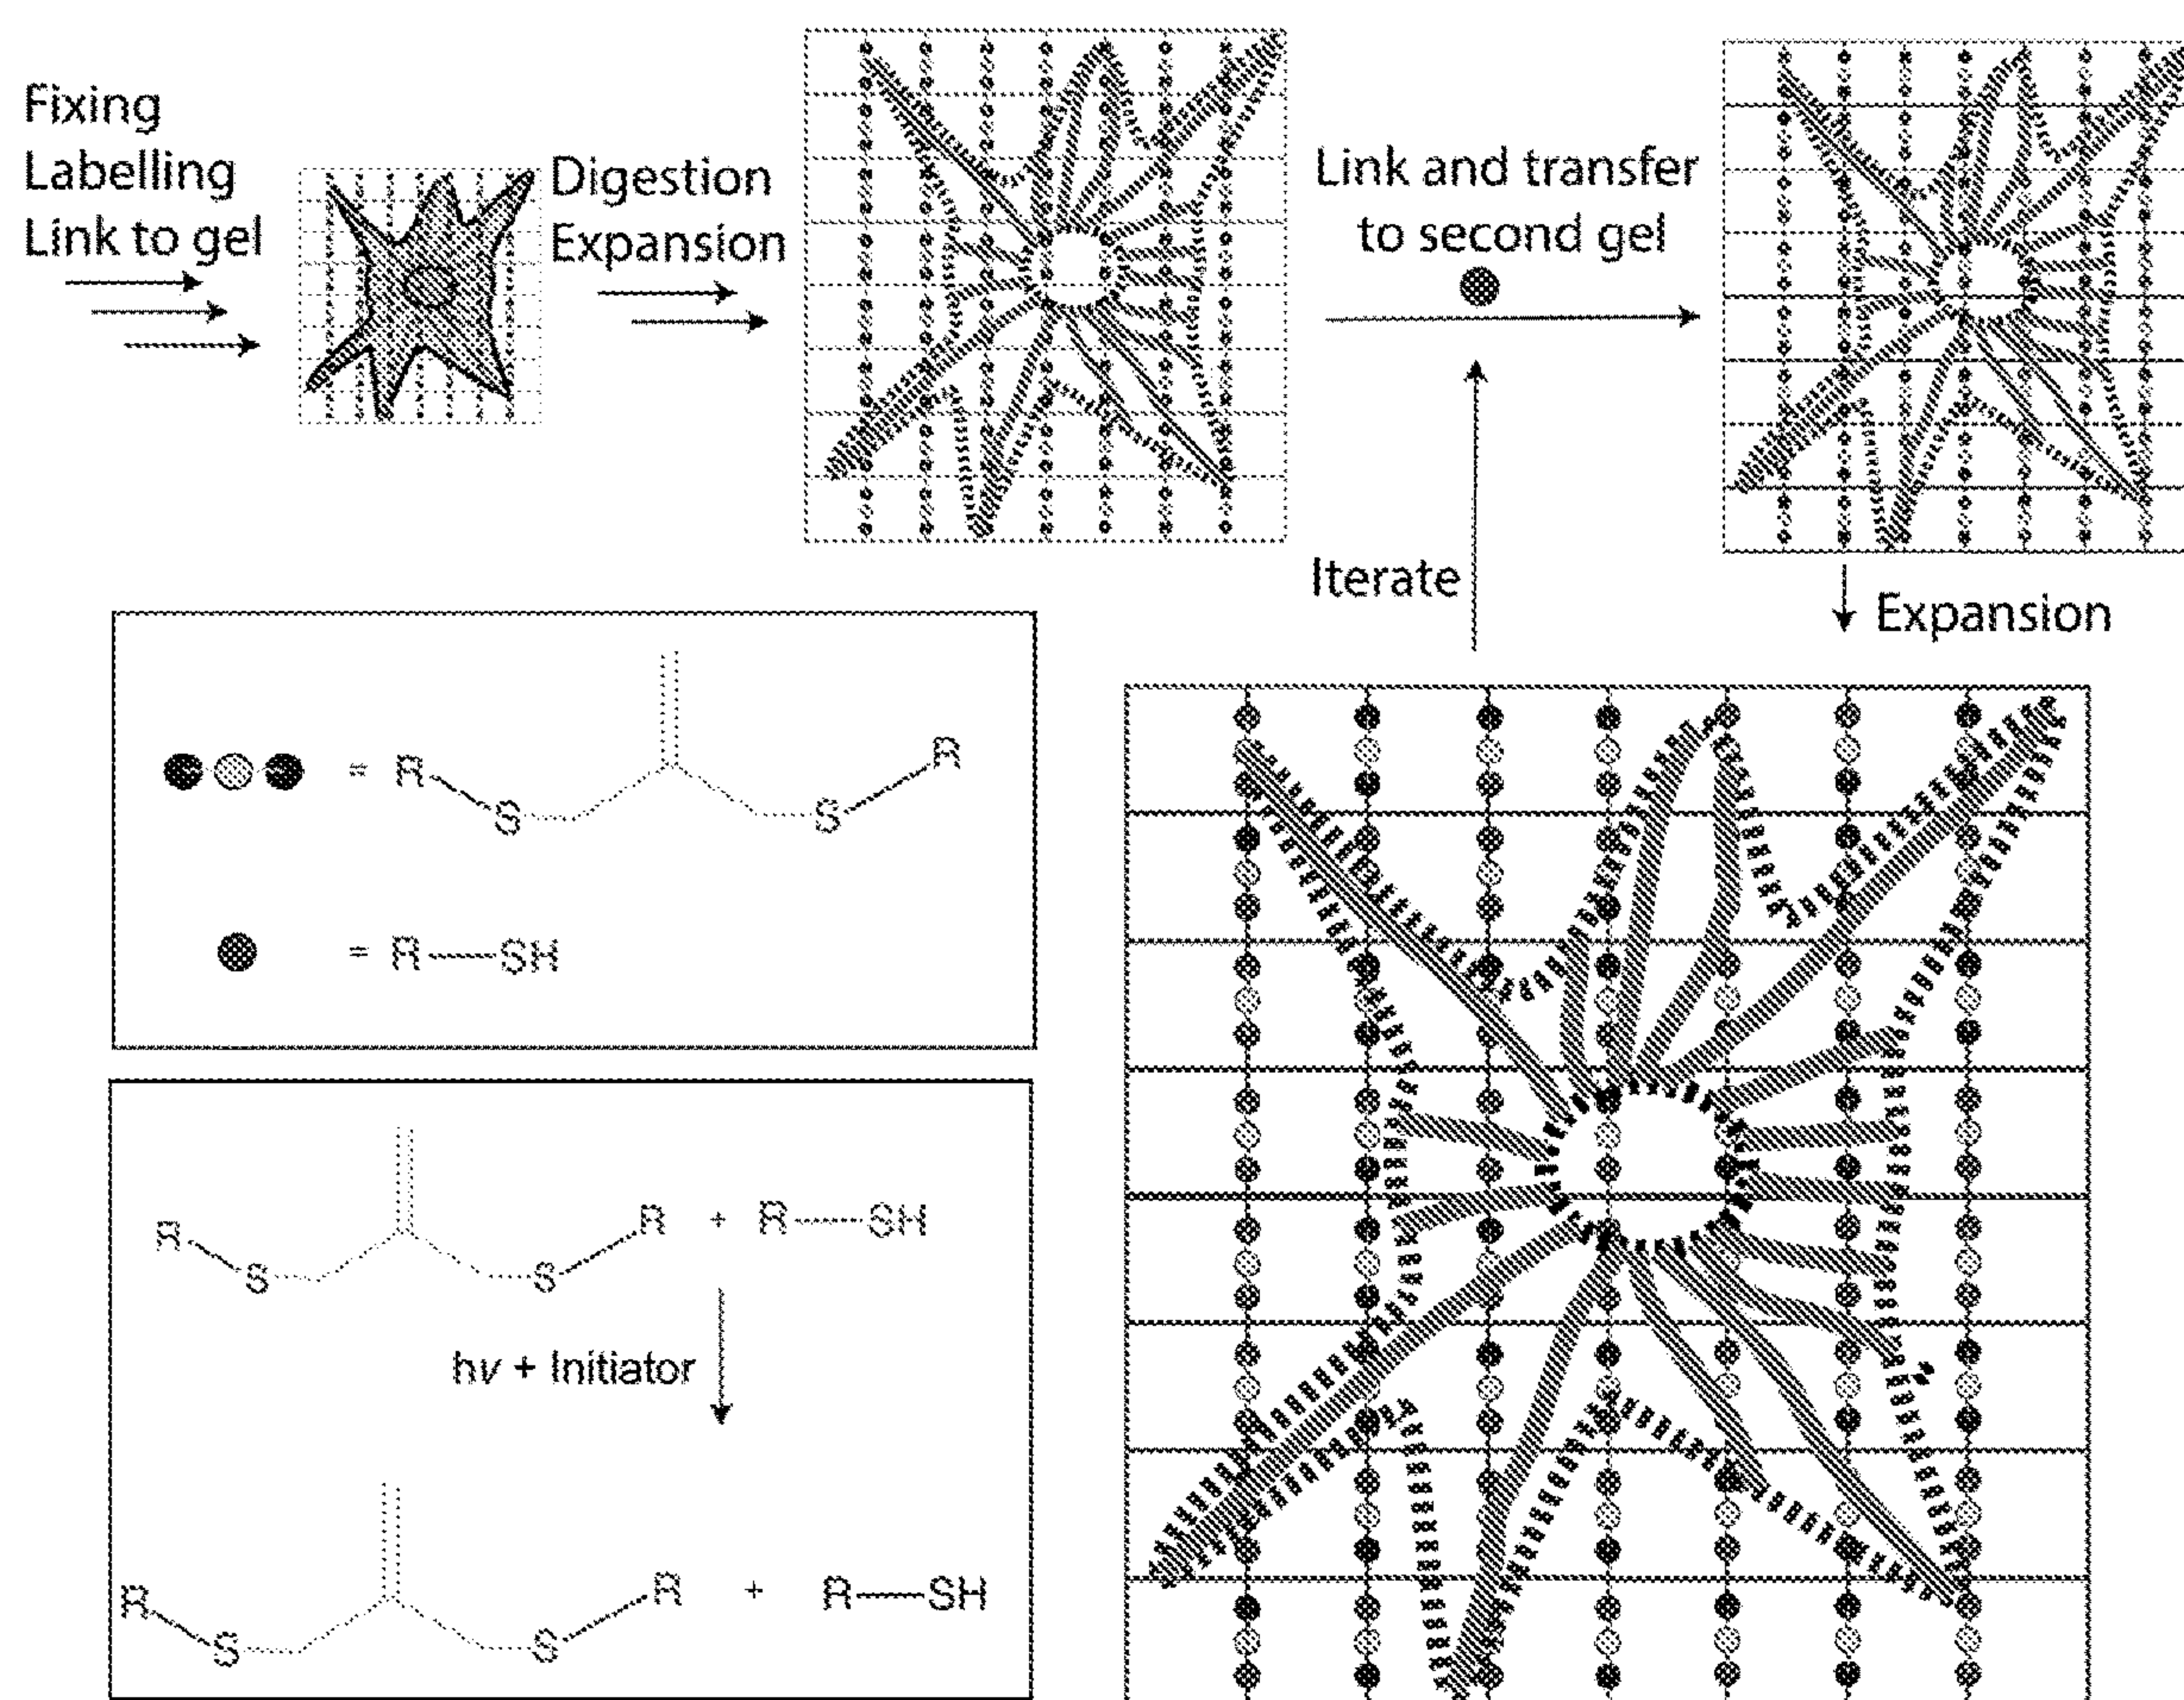 Fixing
Labelling
Link to gel
Digestion
Expansion
Link and transfer
to second gel
Iterate
Expansion
= R S S R
= R SH
R S S R + R SH
hν + Initiator
R S S R + R SH